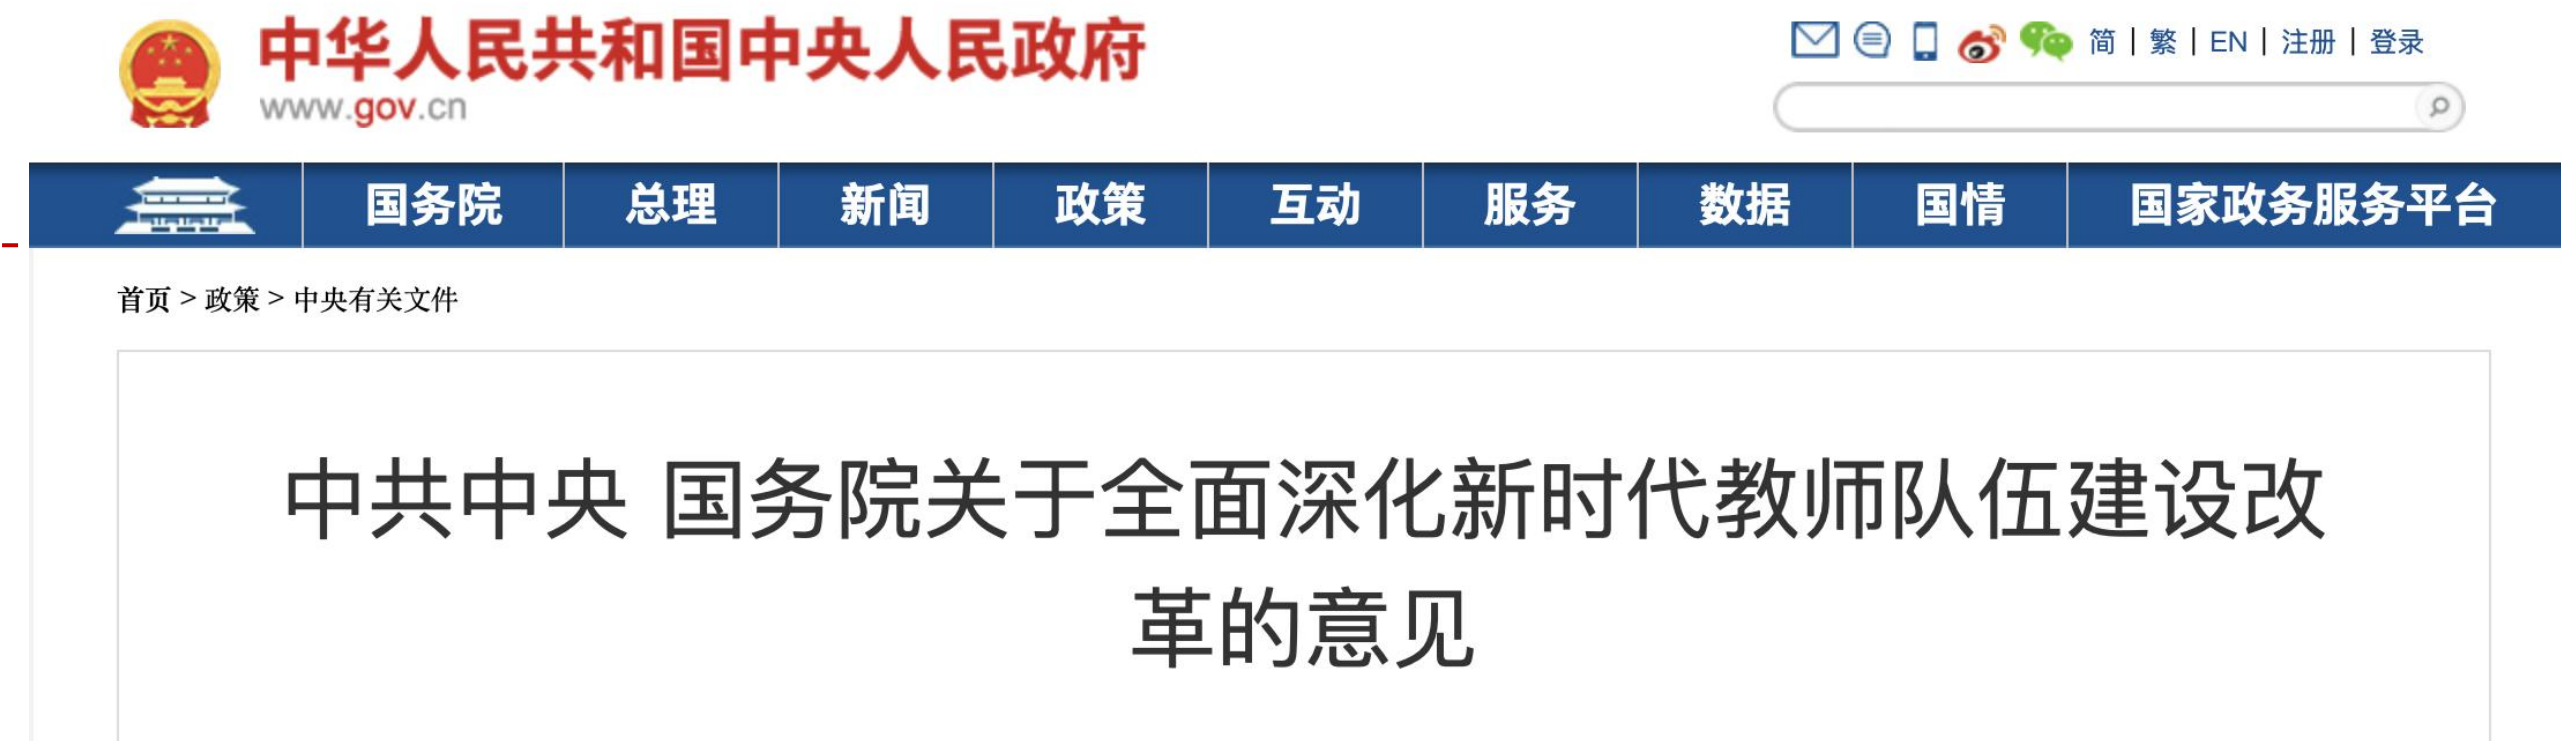 中华人民共和国中央人民政府
www.gov.cn
简 | 繁 | EN | 注册 | 登录
国务院 总理 新闻 政策 互动 服务 数据 国情 国家政务服务平台
首页 > 政策 > 中央有关文件
中共中央 国务院关于全面深化新时代教师队伍建设改
革的意见